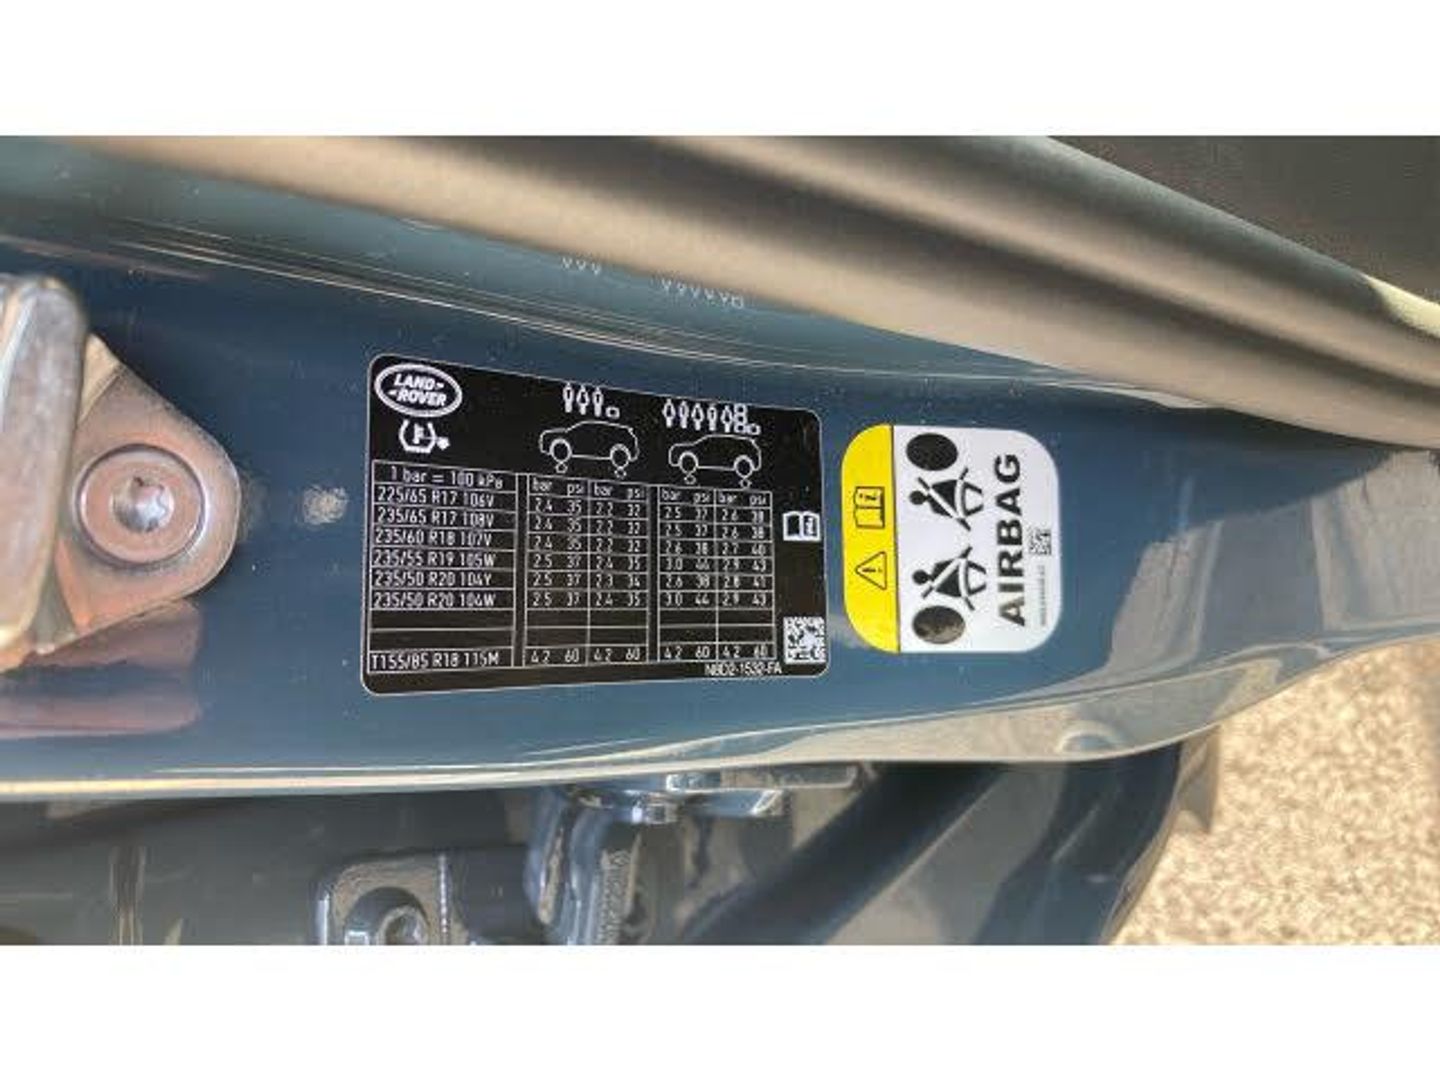 LAND-
-ROVER
1 bar = 100 kPa
bar psi bar psi bar psi bar psi
225/65 R17 106V 2.4 35 2.2 32 2.5 37 2.6 38
235/65 R17 108V 2.4 35 2.2 32 2.5 37 2.6 38
235/60 R18 107V 2.4 35 2.2 32 2.6 38 2.7 40
235/55 R19 105W 2.5 37 2.4 35 3.0 44 2.9 43
235/50 R20 104Y 2.5 37 2.3 34 2.6 38 2.8 41
235/50 R20 104W 2.5 37 2.4 35 3.0 44 2.9 43
T155/85 R18 115M 4.2 60 4.2 60 4.2 60 4.2 60
N8D2-1532-FA
AIRBAG